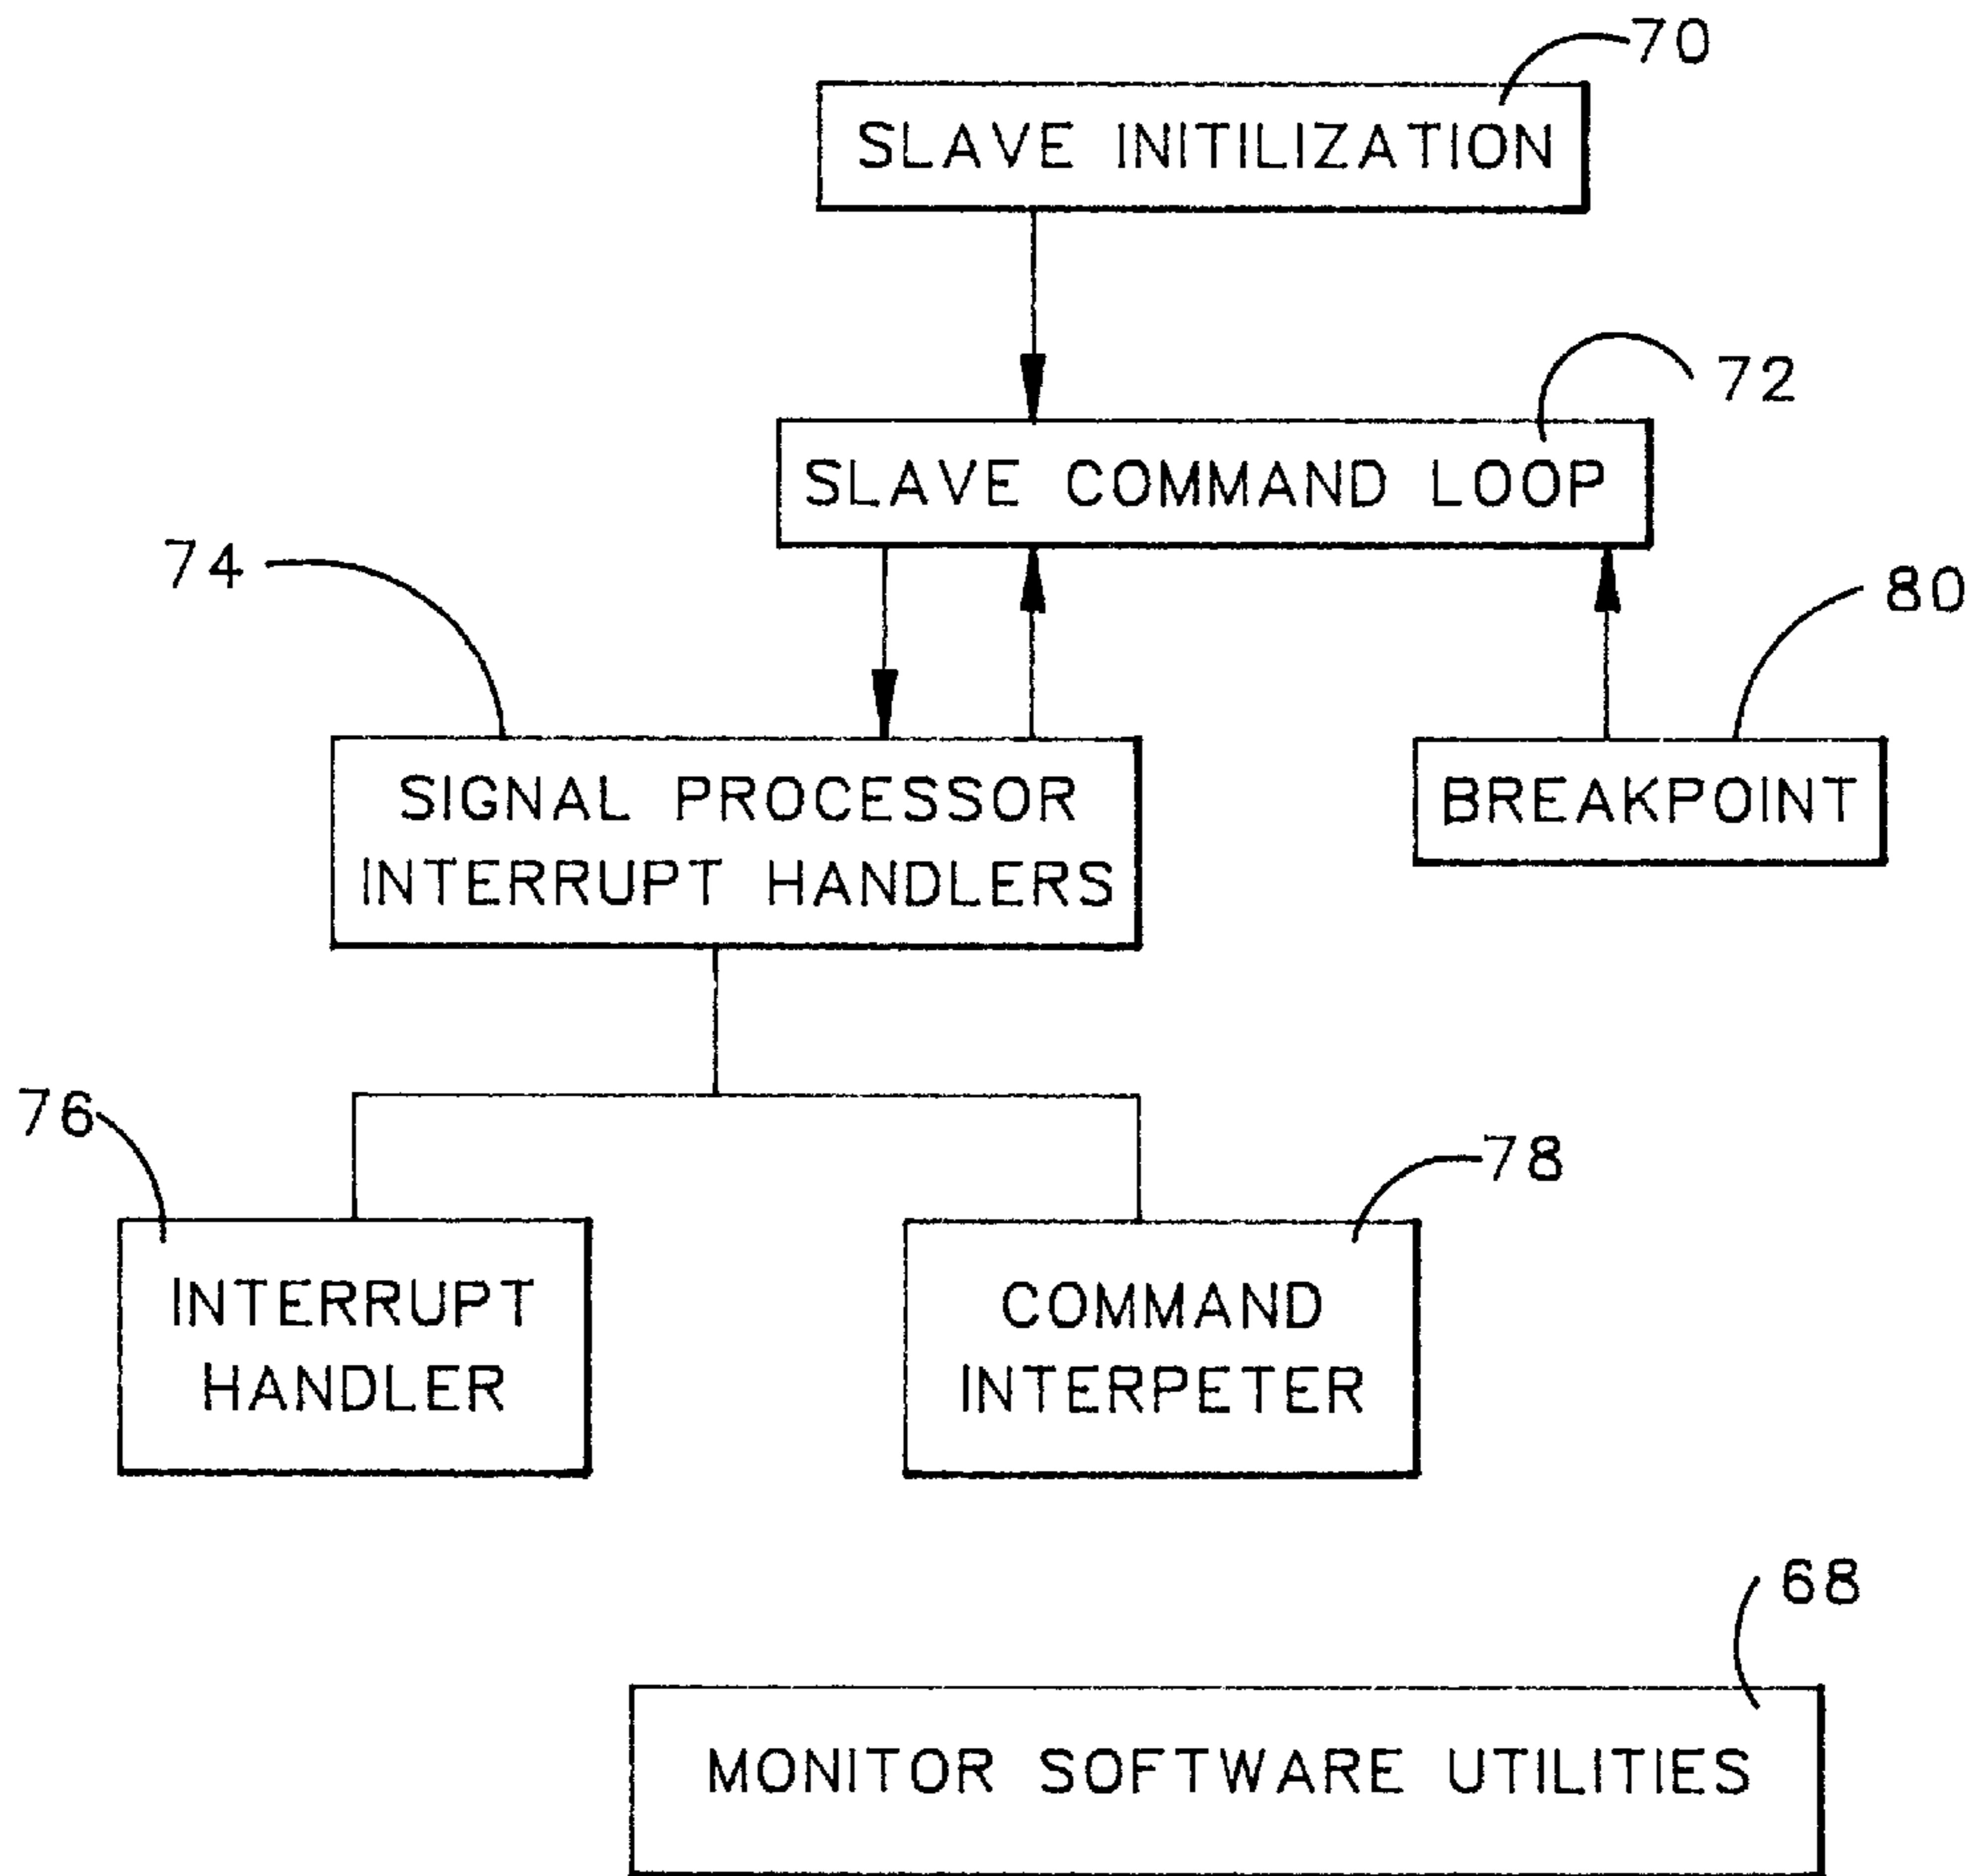 70
SLAVE INITILIZATION
72
SLAVE COMMAND LOOP
74
80
SIGNAL PROCESSOR
INTERRUPT HANDLERS
BREAKPOINT
76
78
INTERRUPT
HANDLER
COMMAND
INTERPETER
68
MONITOR SOFTWARE UTILITIES